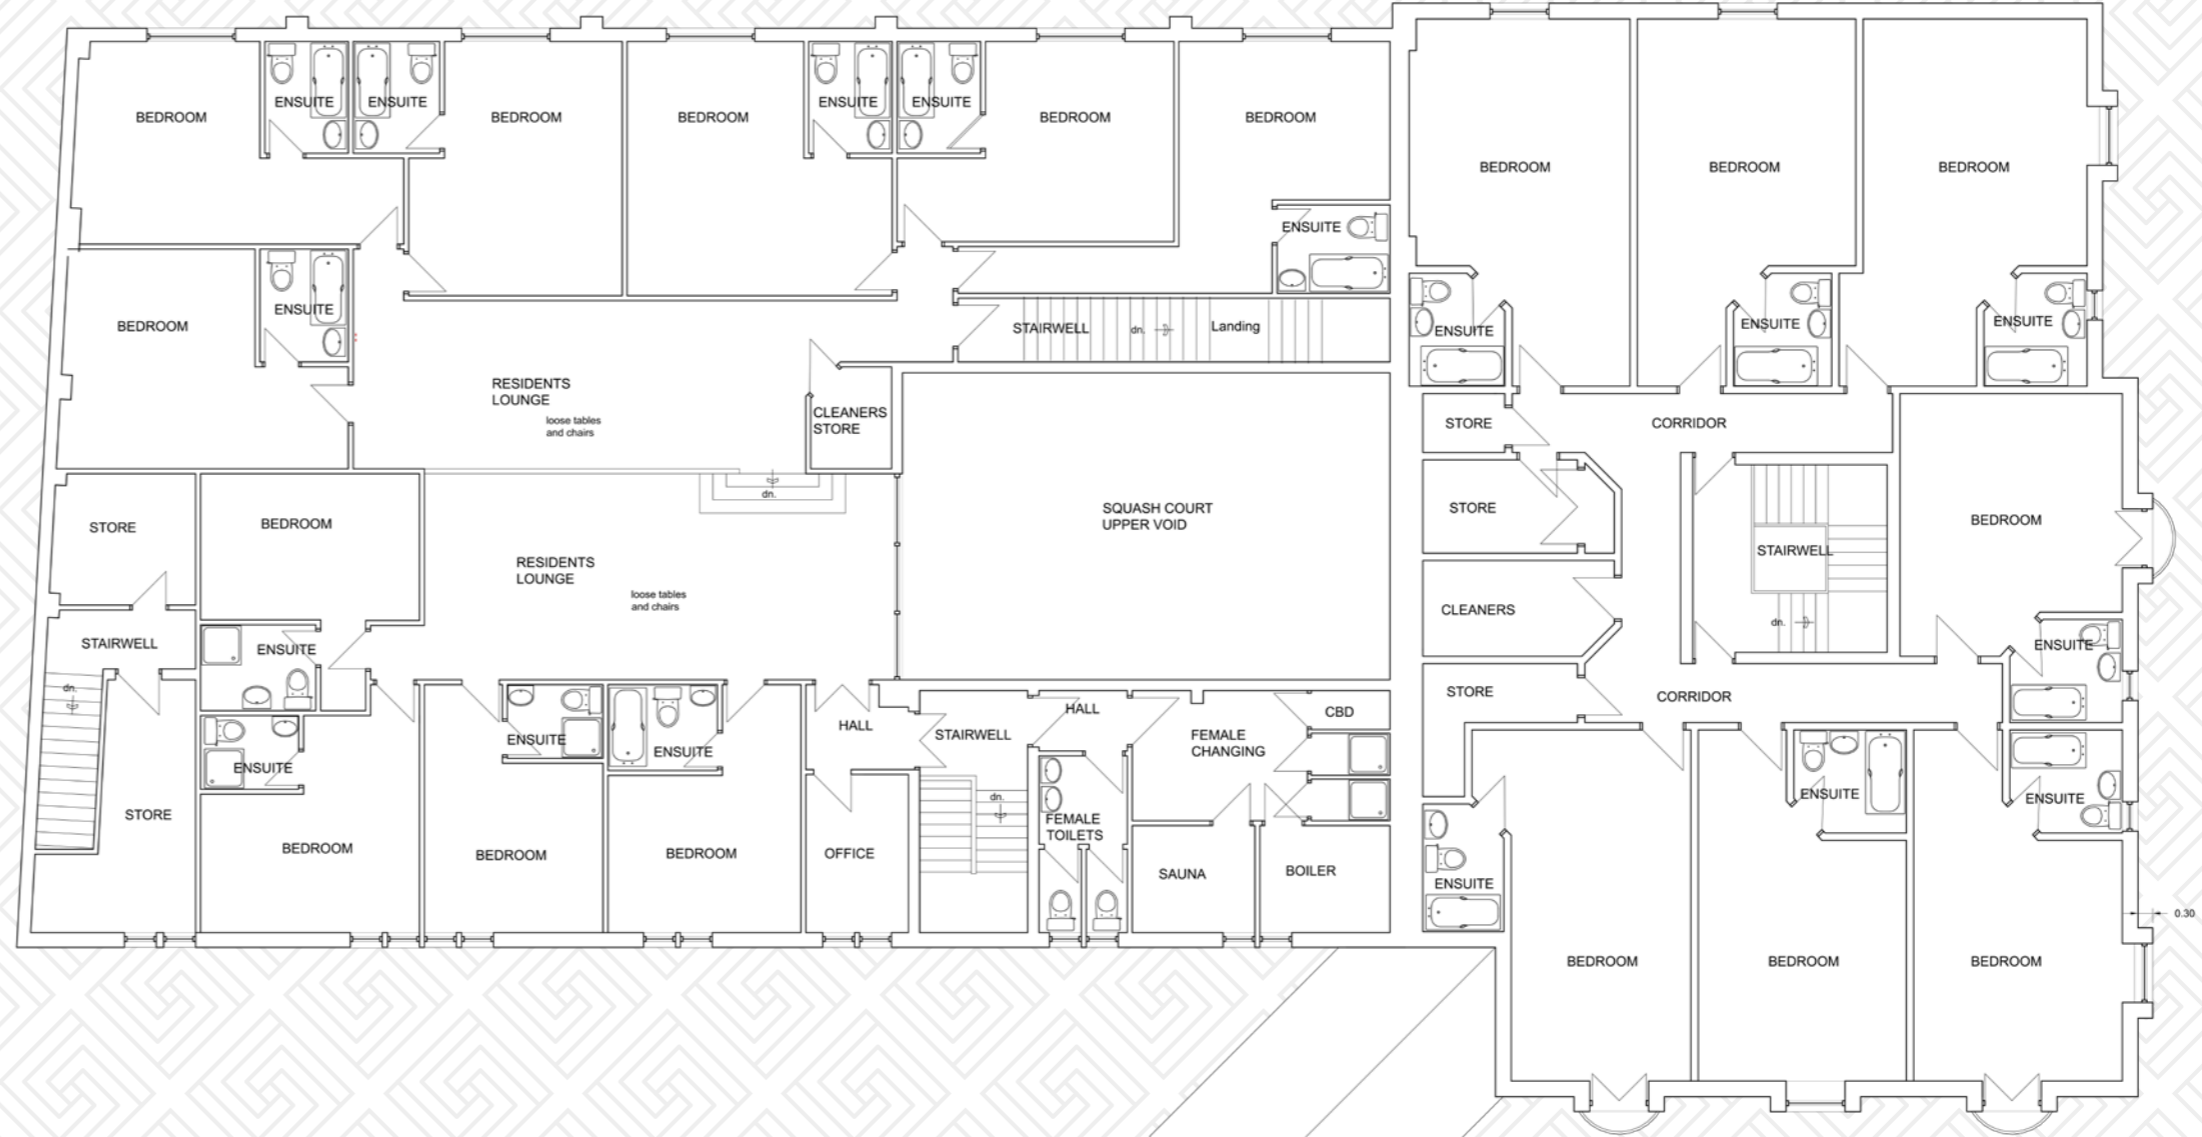 BEDROOM
ENSUITE
ENSUITE
BEDROOM
BEDROOM
ENSUITE
ENSUITE
BEDROOM
BEDROOM
BEDROOM
BEDROOM
BEDROOM
ENSUITE
BEDROOM
ENSUITE
STAIRWELL
dn.
Landing
ENSUITE
ENSUITE
ENSUITE
RESIDENTS
LOUNGE
loose tables
and chairs
CLEANERS
STORE
STORE
CORRIDOR
dn.
STORE
BEDROOM
SQUASH COURT
UPPER VOID
STORE
BEDROOM
STAIRWELL
RESIDENTS
LOUNGE
loose tables
and chairs
CLEANERS
dn.
STAIRWELL
ENSUITE
ENSUITE
dn.
STORE
CORRIDOR
HALL
CBD
HALL
STAIRWELL
FEMALE
CHANGING
ENSUITE
ENSUITE
ENSUITE
dn.
ENSUITE
ENSUITE
STORE
FEMALE
TOILETS
BEDROOM
BEDROOM
BEDROOM
OFFICE
SAUNA
BOILER
ENSUITE
0.30
BEDROOM
BEDROOM
BEDROOM